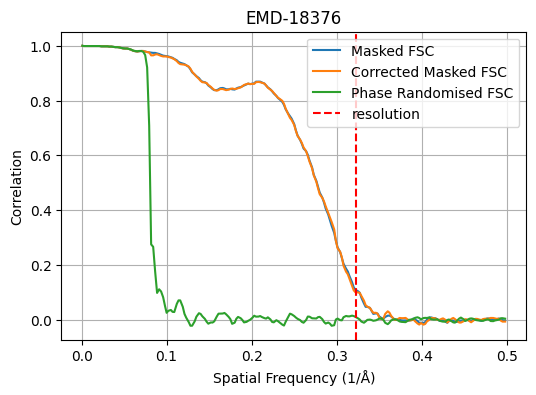 EMD-18376
Masked FSC
Corrected Masked FSC
Phase Randomised FSC
resolution
Correlation
1.0
0.8
0.6
0.4
0.2
0.0
0.0 0.1 0.2 0.3 0.4 0.5
Spatial Frequency (1/Å)